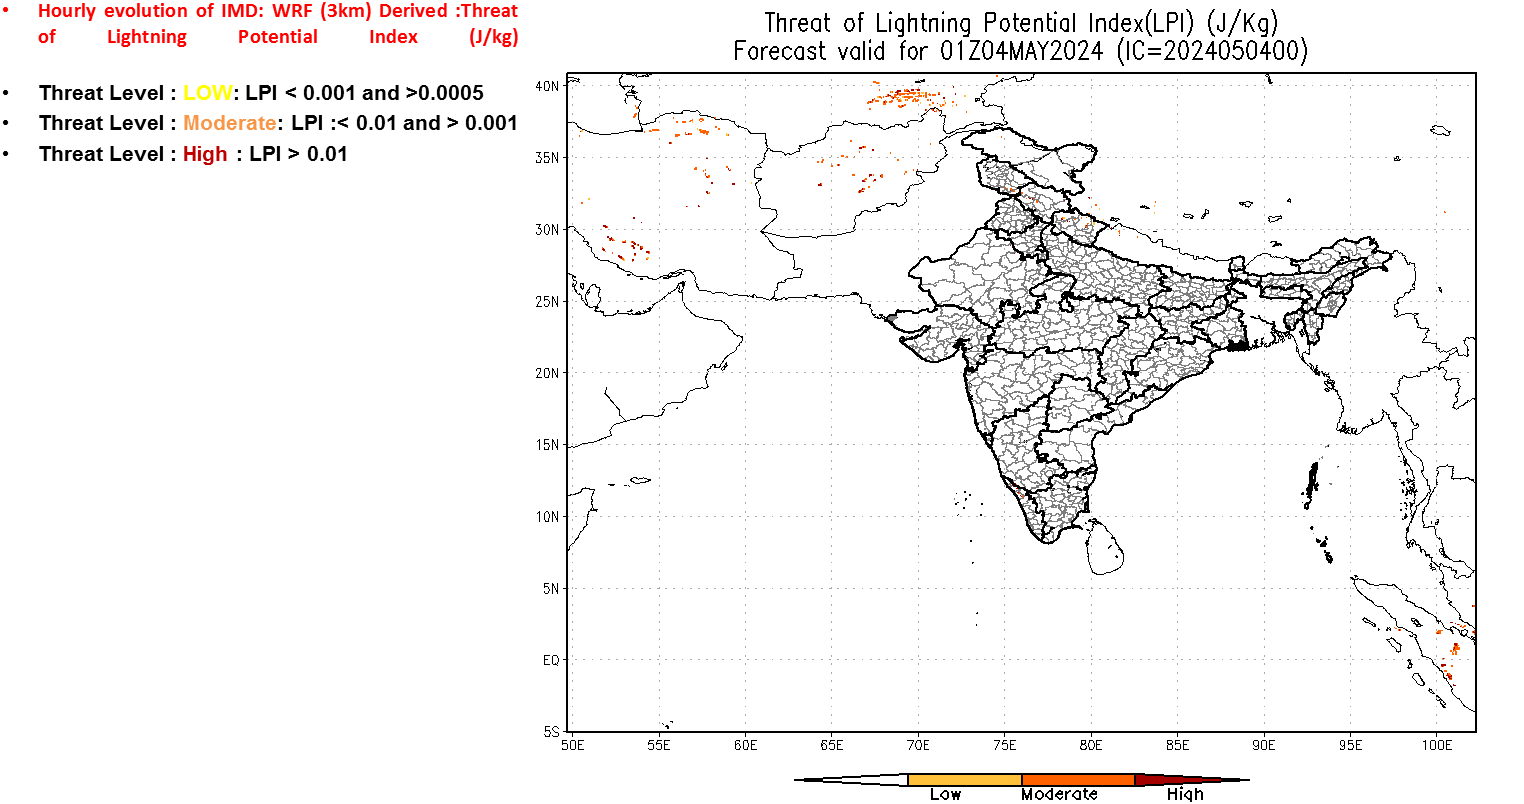 • Hourly evolution of IMD: WRF (3km) Derived :Threat
of Lightning Potential Index (J/kg)
• Threat Level : LOW: LPI < 0.001 and >0.0005
• Threat Level : Moderate: LPI :< 0.01 and > 0.001
• Threat Level : High : LPI > 0.01
Threat of Lightning Potential Index(LPI) (J/Kg)
Forecast valid for 01Z04MAY2024 (IC=2024050400)
40N
35N
30N
25N
20N
15N
10N
5N
EQ
5S
50E 55E 60E 65E 70E 75E 80E 85E 90E 95E 100E
Low Moderate High